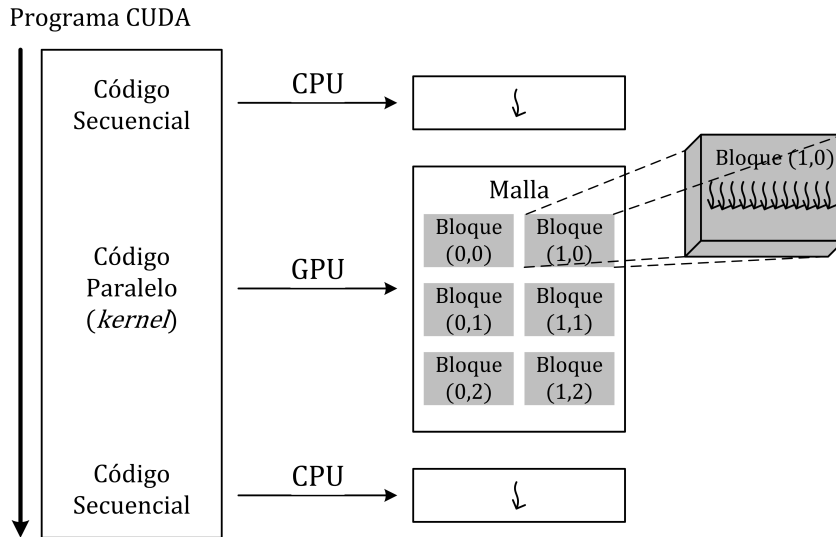 Programa CUDA
Código
Secuencial
CPU
Malla
Bloque
(0,0)
Bloque
(1,0)
Bloque (1,0)
Código
Paralelo
(kernel)
GPU
Bloque
(0,1)
Bloque
(1,1)
Bloque
(0,2)
Bloque
(1,2)
Código
Secuencial
CPU